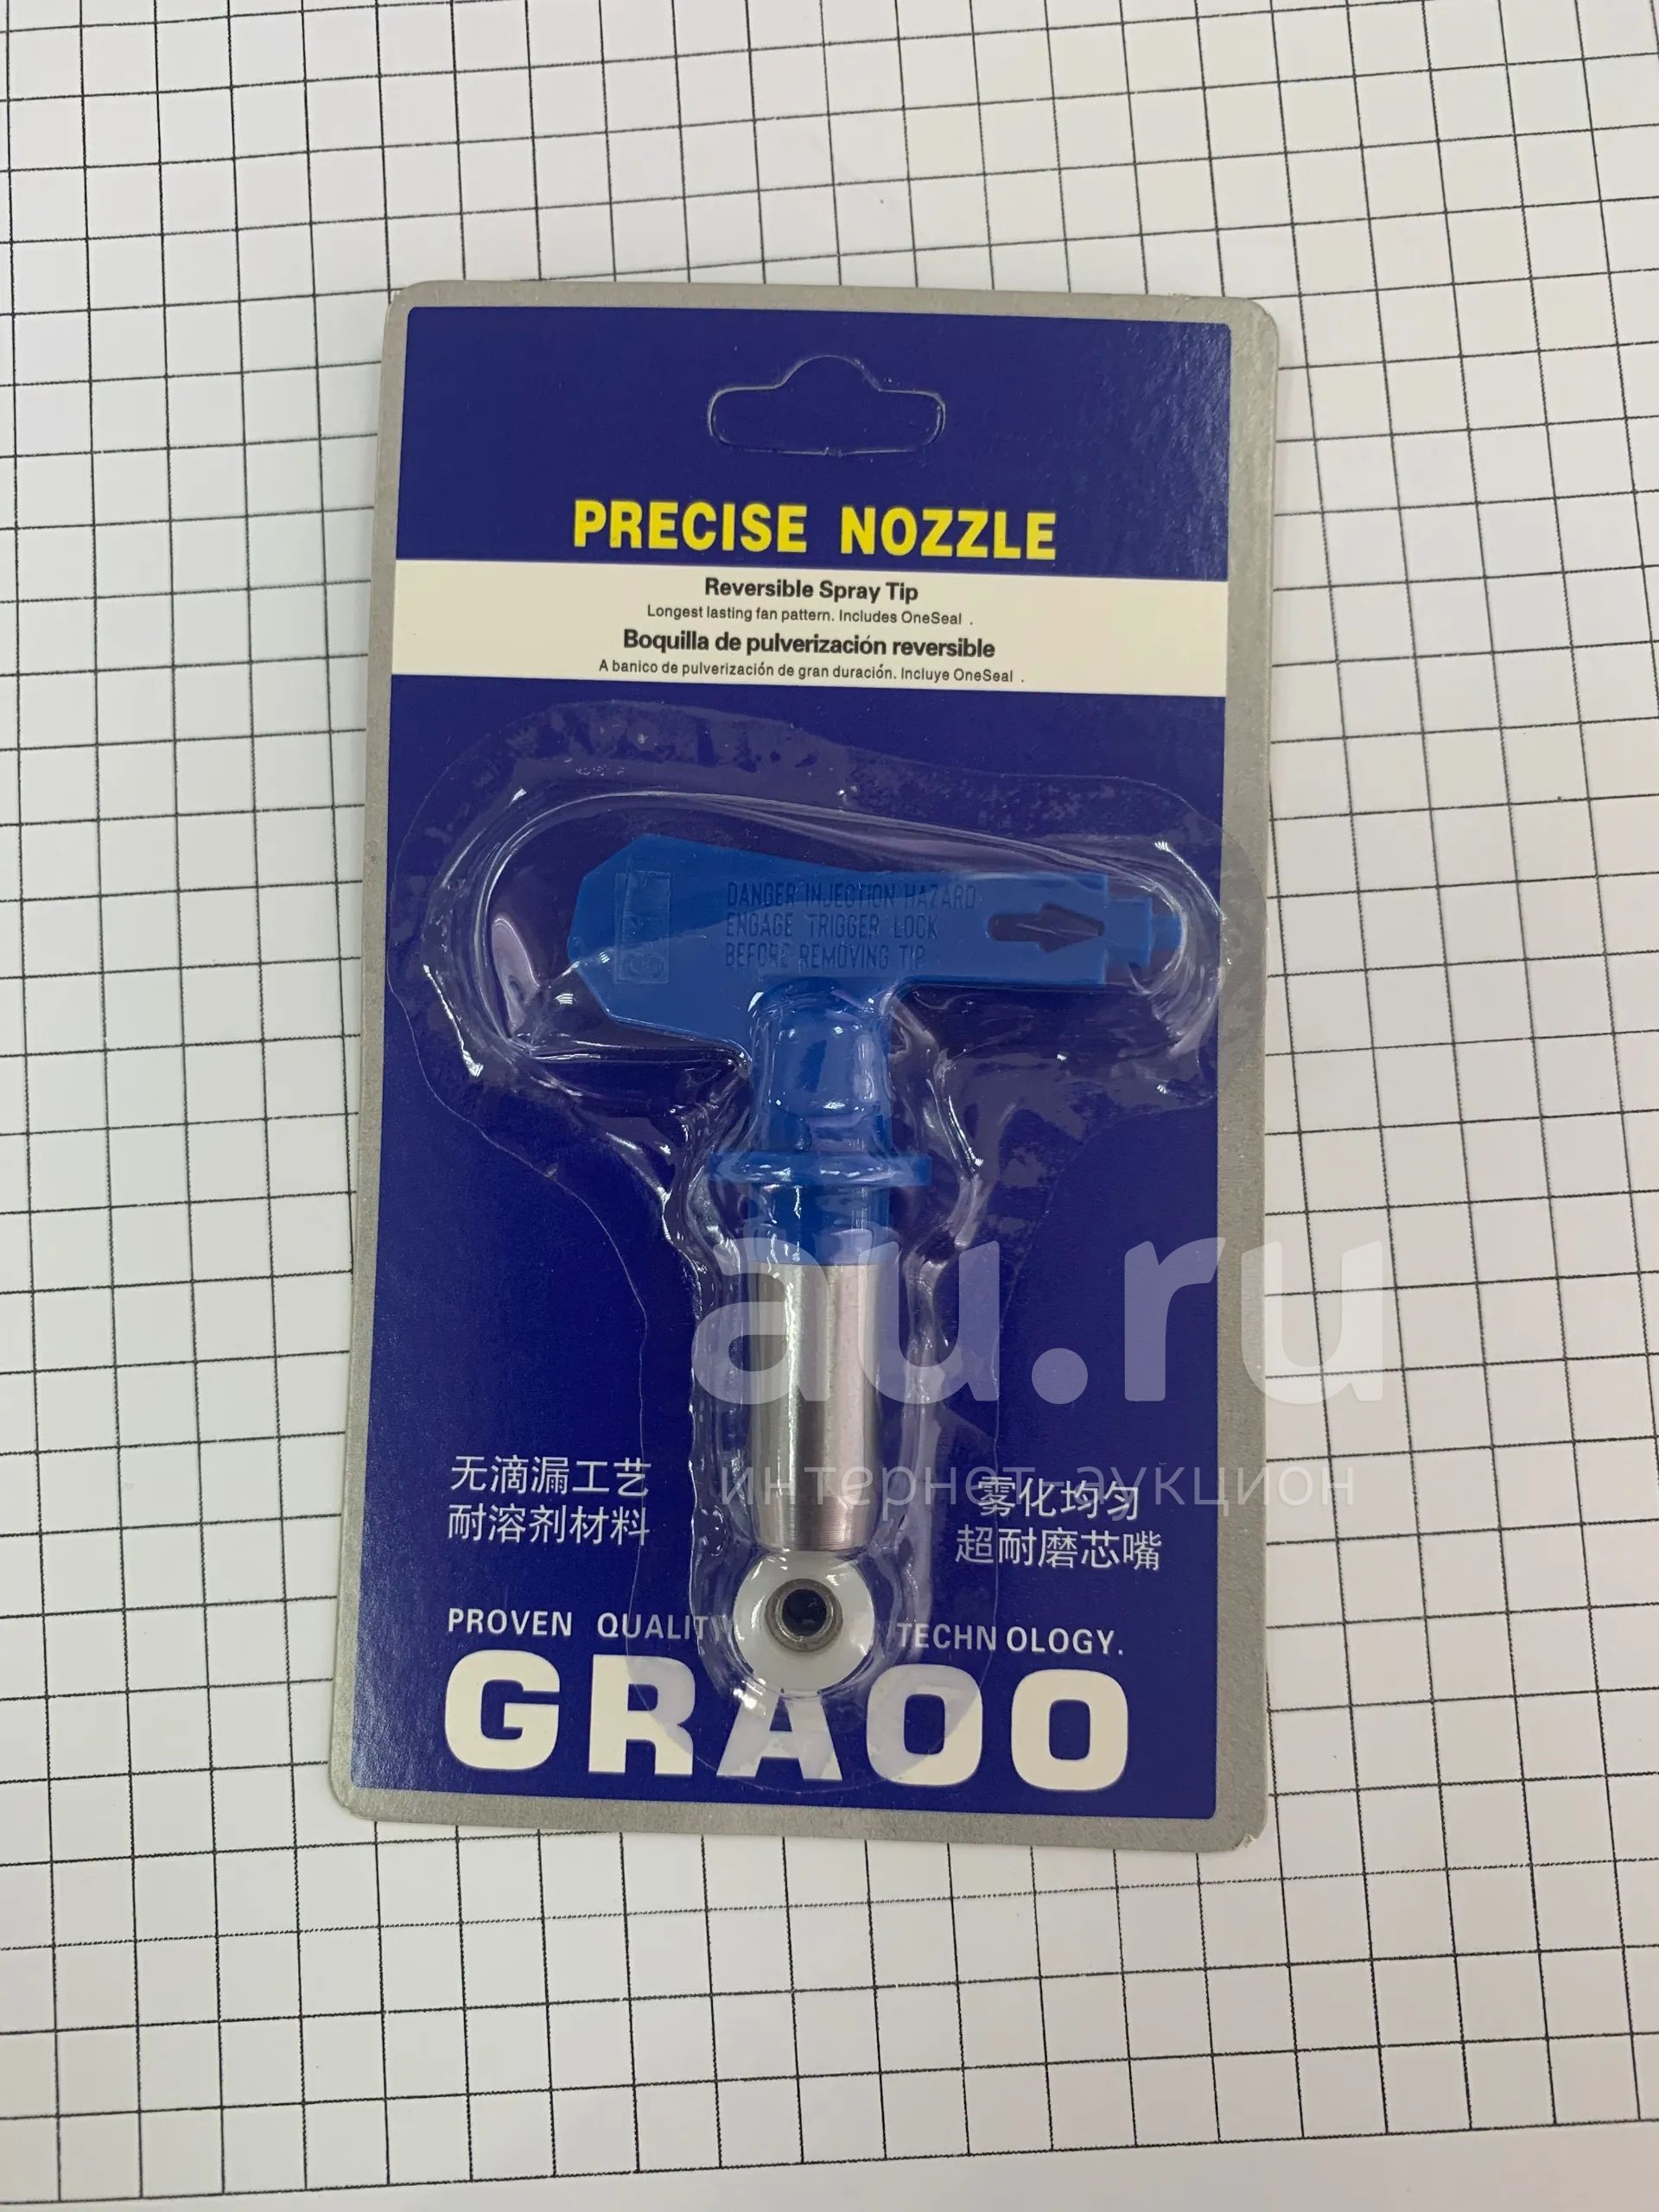 PRECISE NOZZLE
Reversible Spray Tip
Longest lasting fan pattern. Includes OneSeal .
Boquilla de pulverización reversible
A banico de pulverización de gran duración. Incluye OneSeal .
DANGER INJECTION HAZARD
ENGAGE TRIGGER LOCK
BEFORE REMOVING TIP
au.ru
интернет-аукцион
无滴漏工艺
耐溶剂材料
雾化均匀
超耐磨芯嘴
PROVEN QUALITY TECHN OLOGY.
GRAOO